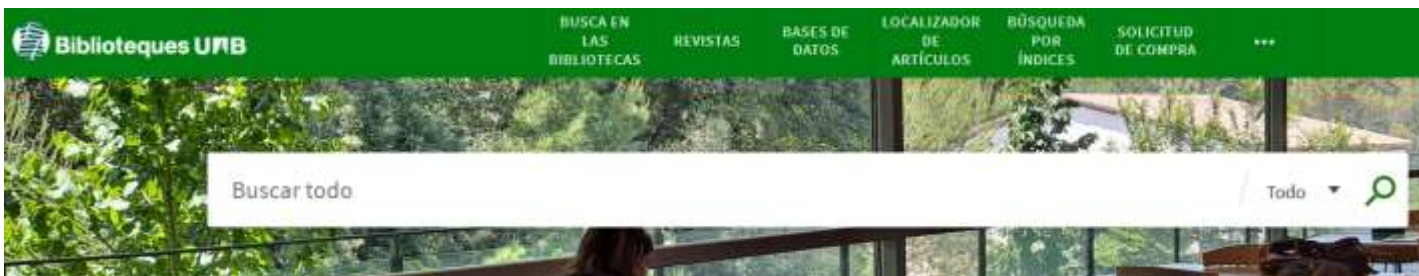 Biblioteques UAB
BUSCA EN
LAS
BIBLIOTECAS
REVISTAS
BASES DE
DATOS
LOCALIZADOR
DE
ARTÍCULOS
BÚSQUEDA
POR
ÍNDICES
SOLICITUD
DE COMPRA
•••
Buscar todo
Todo